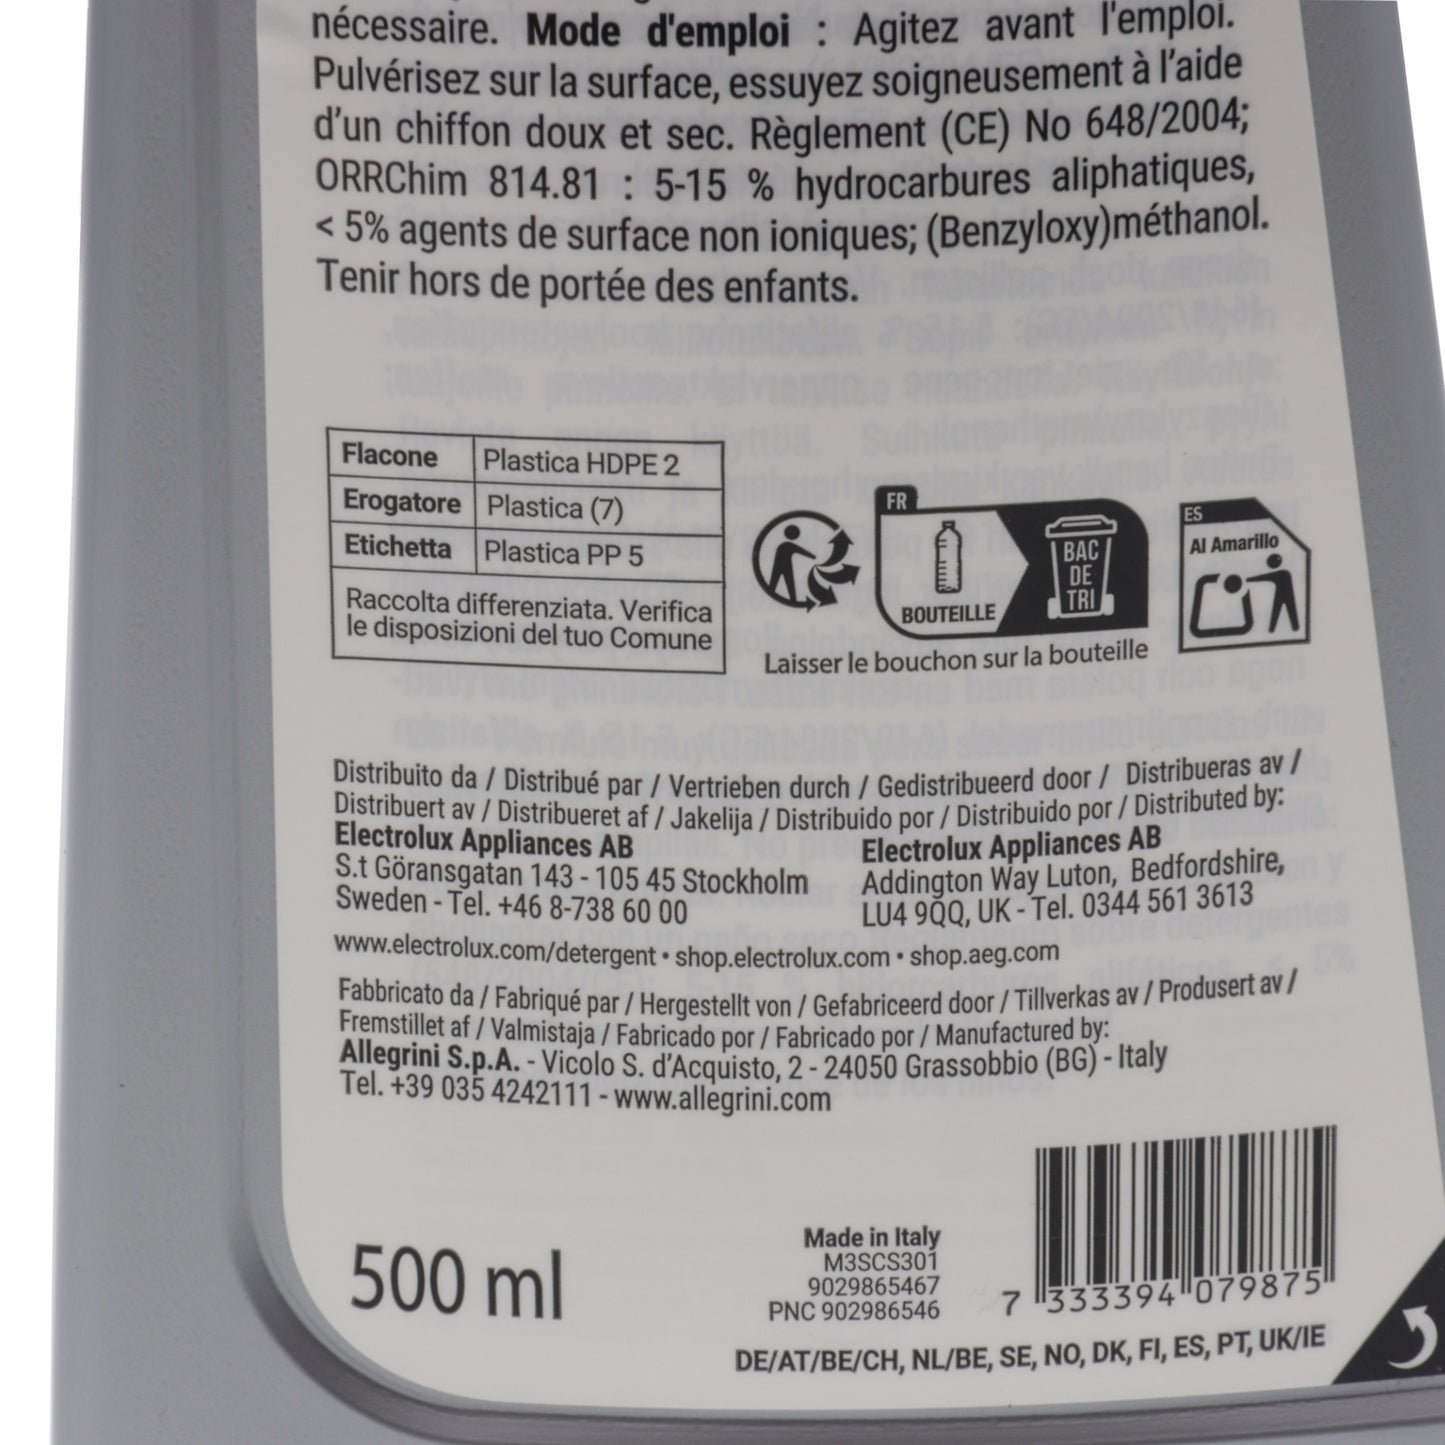 nécessaire. Mode d'emploi : Agitez avant l'emploi.
Pulvérisez sur la surface, essuyez soigneusement à l'aide
d'un chiffon doux et sec. Règlement (CE) No 648/2004;
ORRChim 814.81 : 5-15 % hydrocarbures aliphatiques,
< 5% agents de surface non ioniques; (Benzyloxy)méthanol.
Tenir hors de portée des enfants.
Flacone Plastica HDPE 2
Erogatore Plastica (7)
Etichetta Plastica PP 5
Raccolta differenziata. Verifica
le disposizioni del tuo Comune
FR
BOUTEILLE
BAC
DE
TRI
Laisser le bouchon sur la bouteille
ES
Al Amarillo
Distribuito da / Distribué par / Vertrieben durch / Gedistribueerd door / Distribueras av /
Distribuert av / Distribueret af / Jakelija / Distribuido por / Distribuido por / Distributed by:
Electrolux Appliances AB
S.t Göransgatan 143 - 105 45 Stockholm
Sweden - Tel. +46 8-738 60 00
Electrolux Appliances AB
Addington Way Luton, Bedfordshire,
LU4 9QQ, UK - Tel. 0344 561 3613
www.electrolux.com/detergent • shop.electrolux.com • shop.aeg.com
Fabbricato da / Fabriqué par / Hergestellt von / Gefabriceerd door / Tillverkas av / Produsert av /
Fremstillet af / Valmistaja / Fabricado por / Fabricado por / Manufactured by:
Allegrini S.p.A. - Vicolo S. d'Acquisto, 2 - 24050 Grassobbio (BG) - Italy
Tel. +39 035 4242111 - www.allegrini.com
500 ml
Made in Italy
M3SCS301
9029865467
PNC 902986546
7 333394 079875
DE/AT/BE/CH, NL/BE, SE, NO, DK, FI, ES, PT, UK/IE